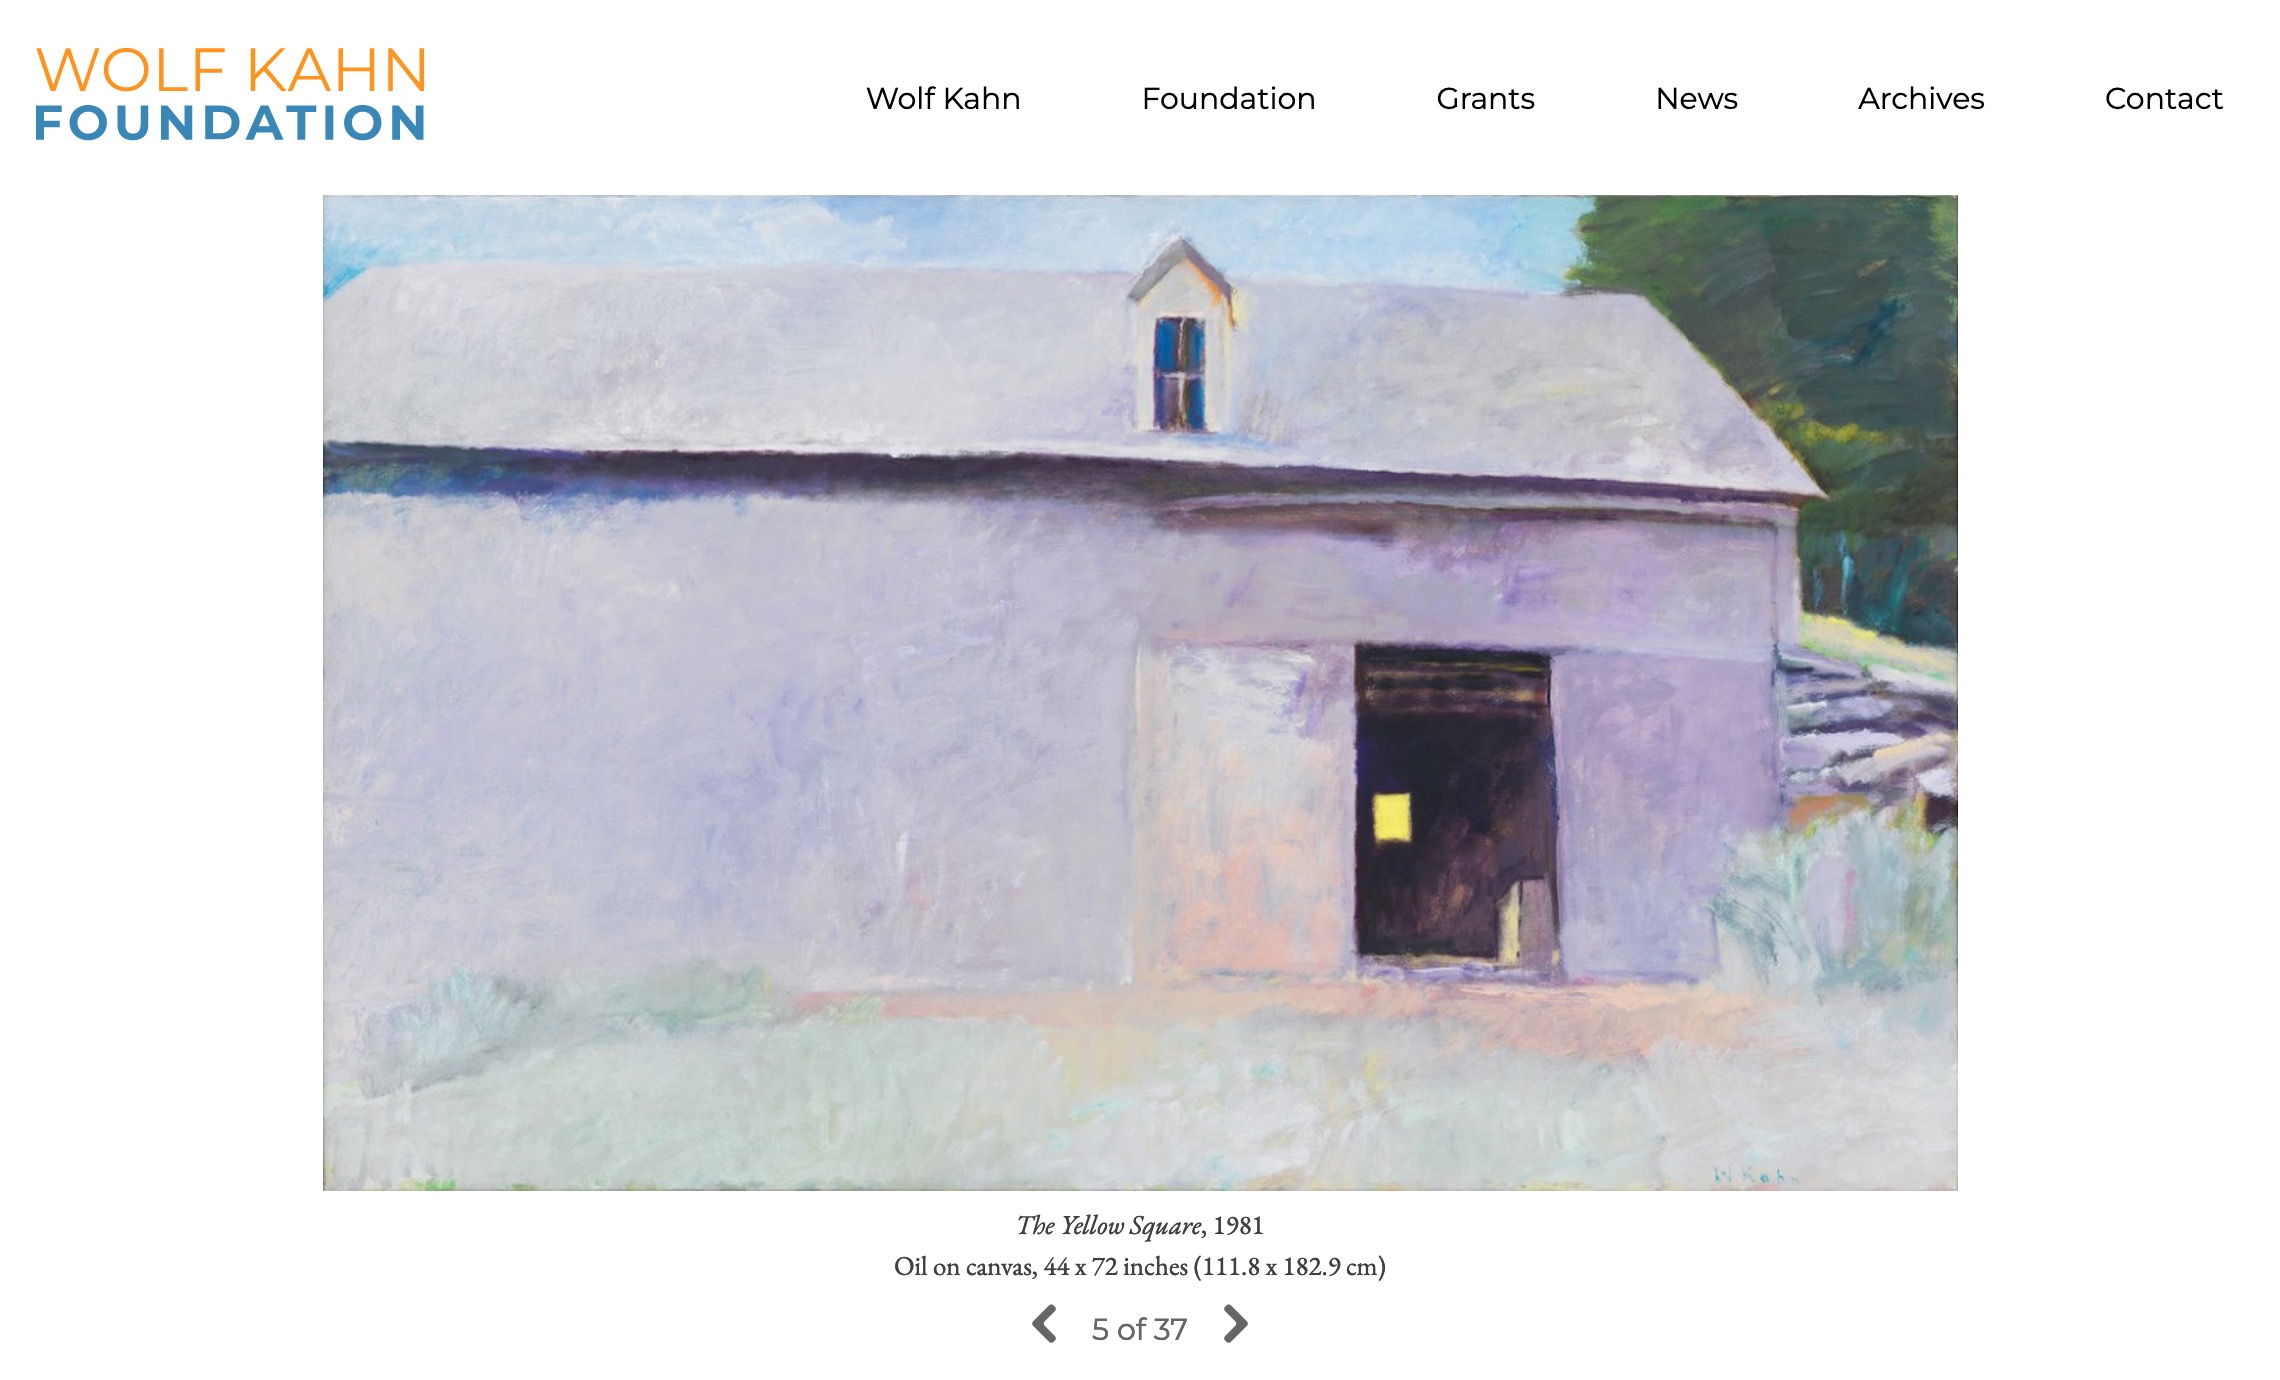 WOLF KAHN
FOUNDATION
Wolf Kahn Foundation Grants News Archives Contact
W Kahn
The Yellow Square, 1981
Oil on canvas, 44 x 72 inches (111.8 x 182.9 cm)
5 of 37